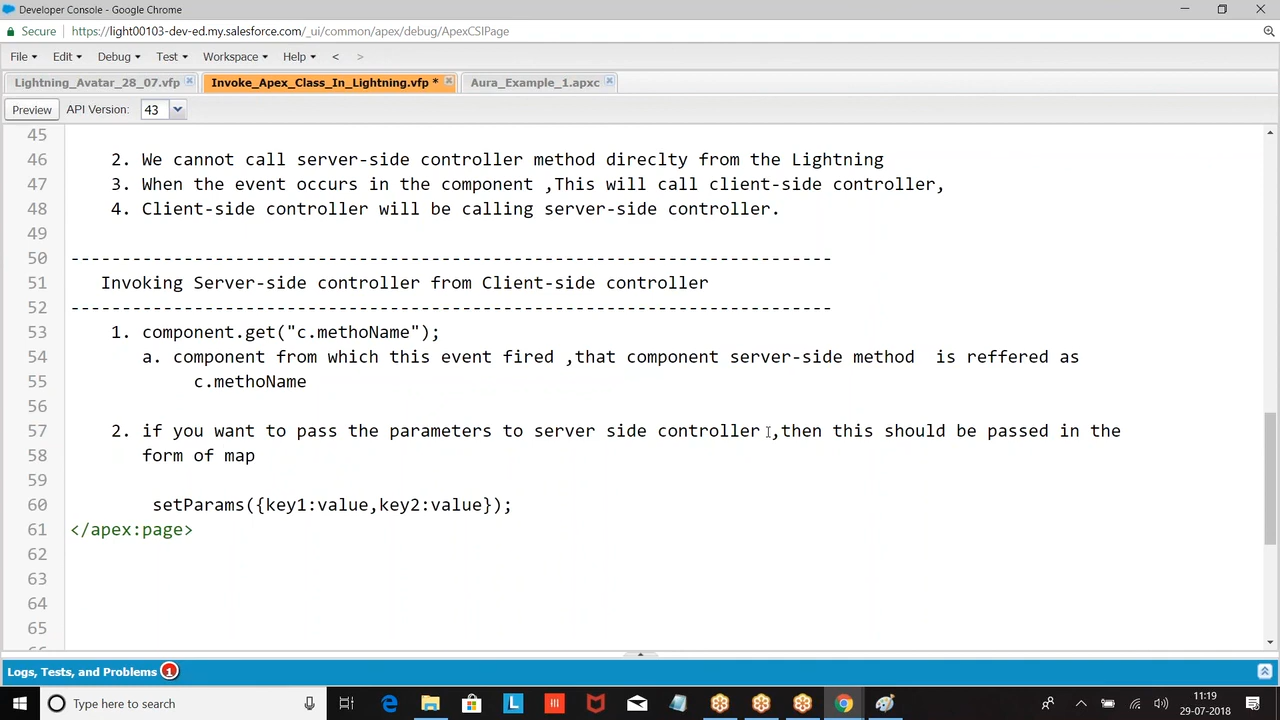 Developer Console - Google Chrome
Secure https://light00103-dev-ed.my.salesforce.com/_ui/common/apex/debug/ApexCSIPage
File Edit Debug Test Workspace Help < >
Lightning_Avatar_28_07.vfp Invoke_Apex_Class_In_Lightning.vfp * Aura_Example_1.apxc
Preview API Version: 43
45
46 2. We cannot call server-side controller method direclty from the Lightning
47 3. When the event occurs in the component ,This will call client-side controller,
48 4. Client-side controller will be calling server-side controller.
49
50 --------------------------------------------------------------------------
51 Invoking Server-side controller from Client-side controller
52 --------------------------------------------------------------------------
53 1. component.get("c.methoName");
54 a. component from which this event fired ,that component server-side method is reffered as
55 c.methoName
56
57 2. if you want to pass the parameters to server side controller ,then this should be passed in the
58 form of map
59
60 setParams({key1:value,key2:value});
61 </apex:page>
62
63
64
65
Logs, Tests, and Problems 1
Type here to search
11:19
29-07-2018